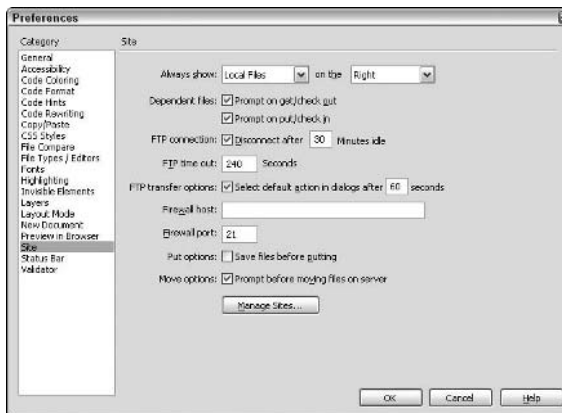 Preferences
Category
Site
General
Accessibility
Code Coloring
Code Format
Code Hints
Code Rewriting
Copy/Paste
CSS Styles
File Compare
File Types / Editors
Fonts
Highlighting
Invisible Elements
Layers
Layout Mode
New Document
Preview in Browser
Site
Status Bar
Validator
Always show: Local Files on the Right
Dependent files: Prompt on get/check out
Prompt on put/check in
FTP connection: Disconnect after 30 Minutes idle
FTP time out: 240 Seconds
FTP transfer options: Select default action in dialogs after 60 seconds
Firewall host:
Firewall port: 21
Put options: Save files before putting
Move options: Prompt before moving files on server
Manage Sites...
OK Cancel Help